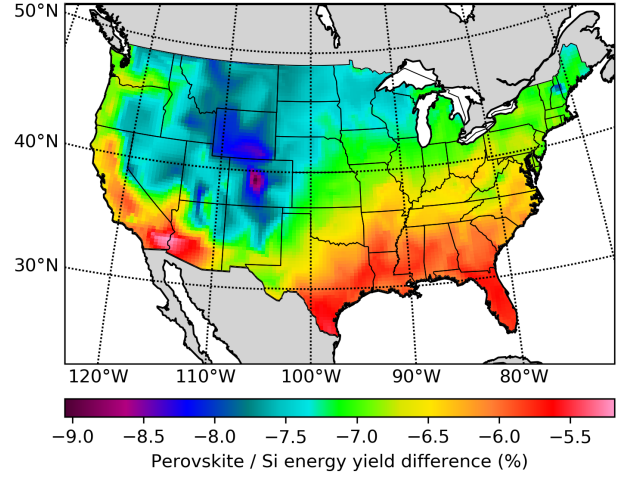 50°N
40°N
30°N
120°W 110°W 100°W 90°W 80°W
−9.0 −8.5 −8.0 −7.5 −7.0 −6.5 −6.0 −5.5
Perovskite / Si energy yield difference (%)